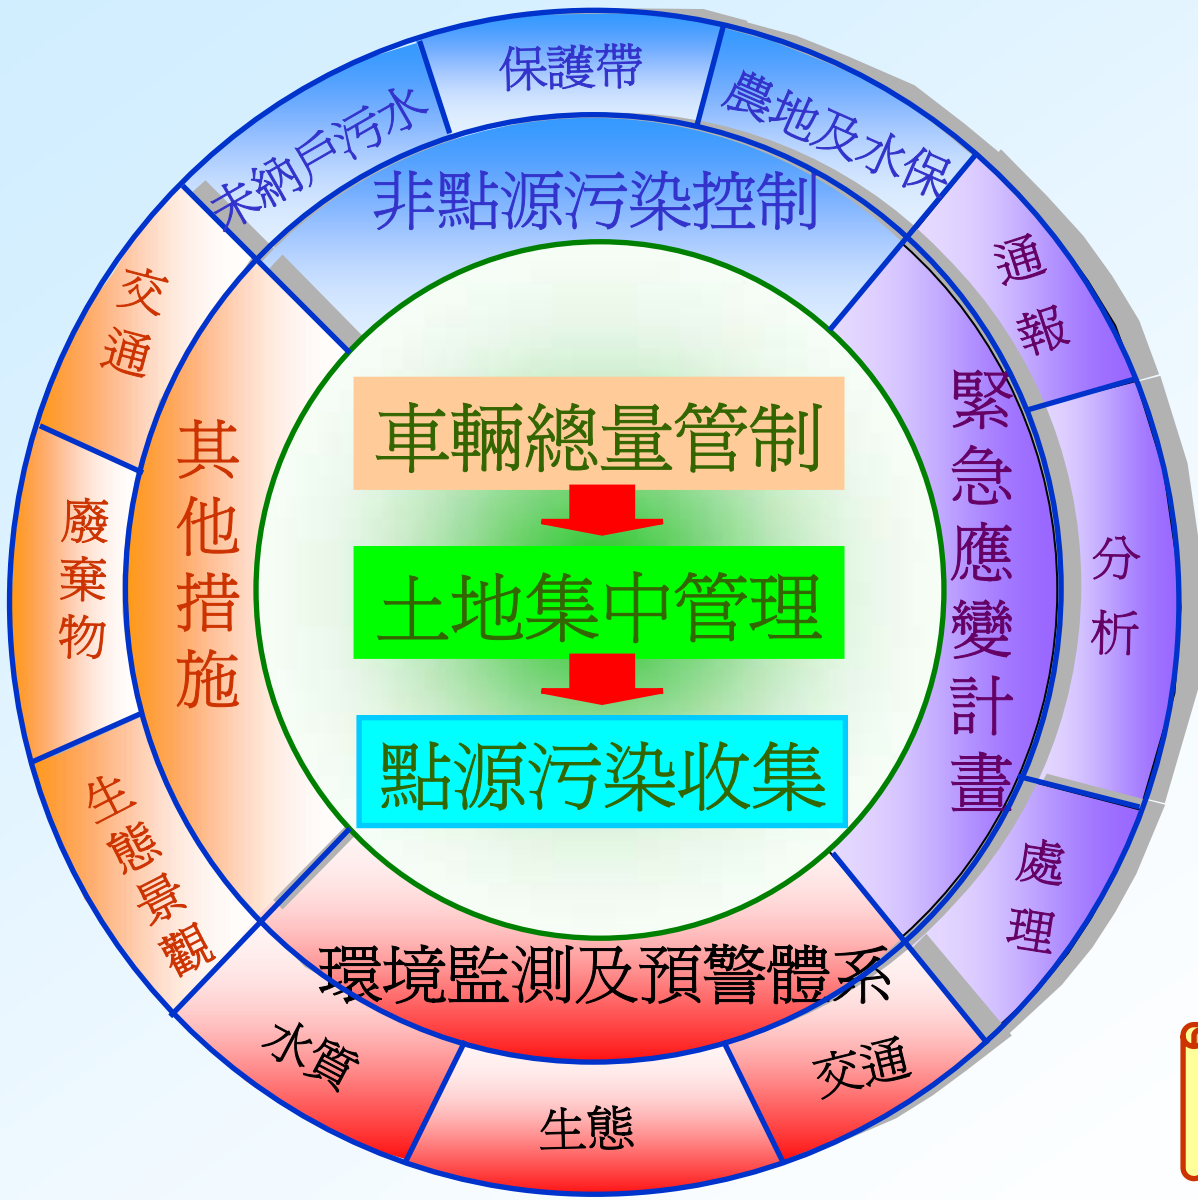 保護帶
未納戶污水
農地及水保
非點源污染控制
交通
通報
其他措施
緊急應變計畫
車輛總量管制
廢棄物
土地集中管理
分析
點源污染收集
生態景觀
處理
環境監測及預警體系
水質
生態
交通